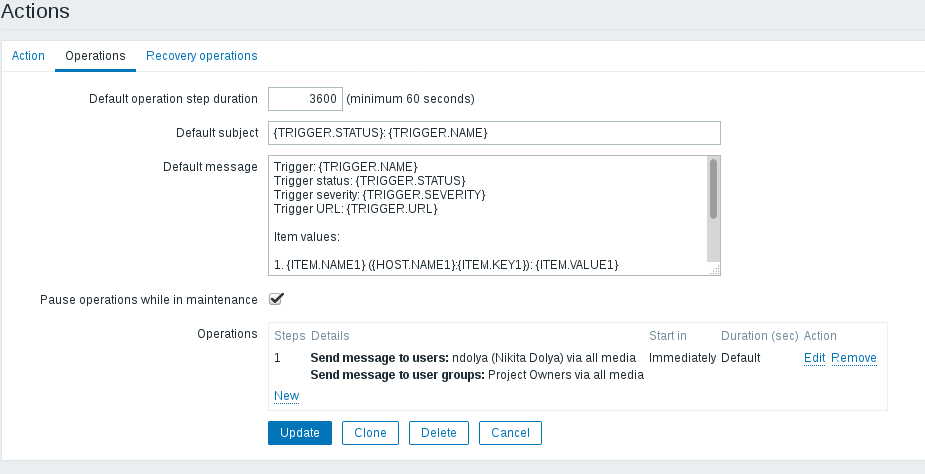 Actions
Action Operations Recovery operations
Default operation step duration 3600 (minimum 60 seconds)
Default subject {TRIGGER.STATUS}: {TRIGGER.NAME}
Default message Trigger: {TRIGGER.NAME}
Trigger status: {TRIGGER.STATUS}
Trigger severity: {TRIGGER.SEVERITY}
Trigger URL: {TRIGGER.URL}
Item values:
1. {ITEM.NAME1} ({HOST.NAME1}:{ITEM.KEY1}): {ITEM.VALUE1}
Pause operations while in maintenance
Operations Steps Details Start in Duration (sec) Action
1 Send message to users: ndolya (Nikita Dolya) via all media Immediately Default Edit Remove
Send message to user groups: Project Owners via all media
New
Update Clone Delete Cancel